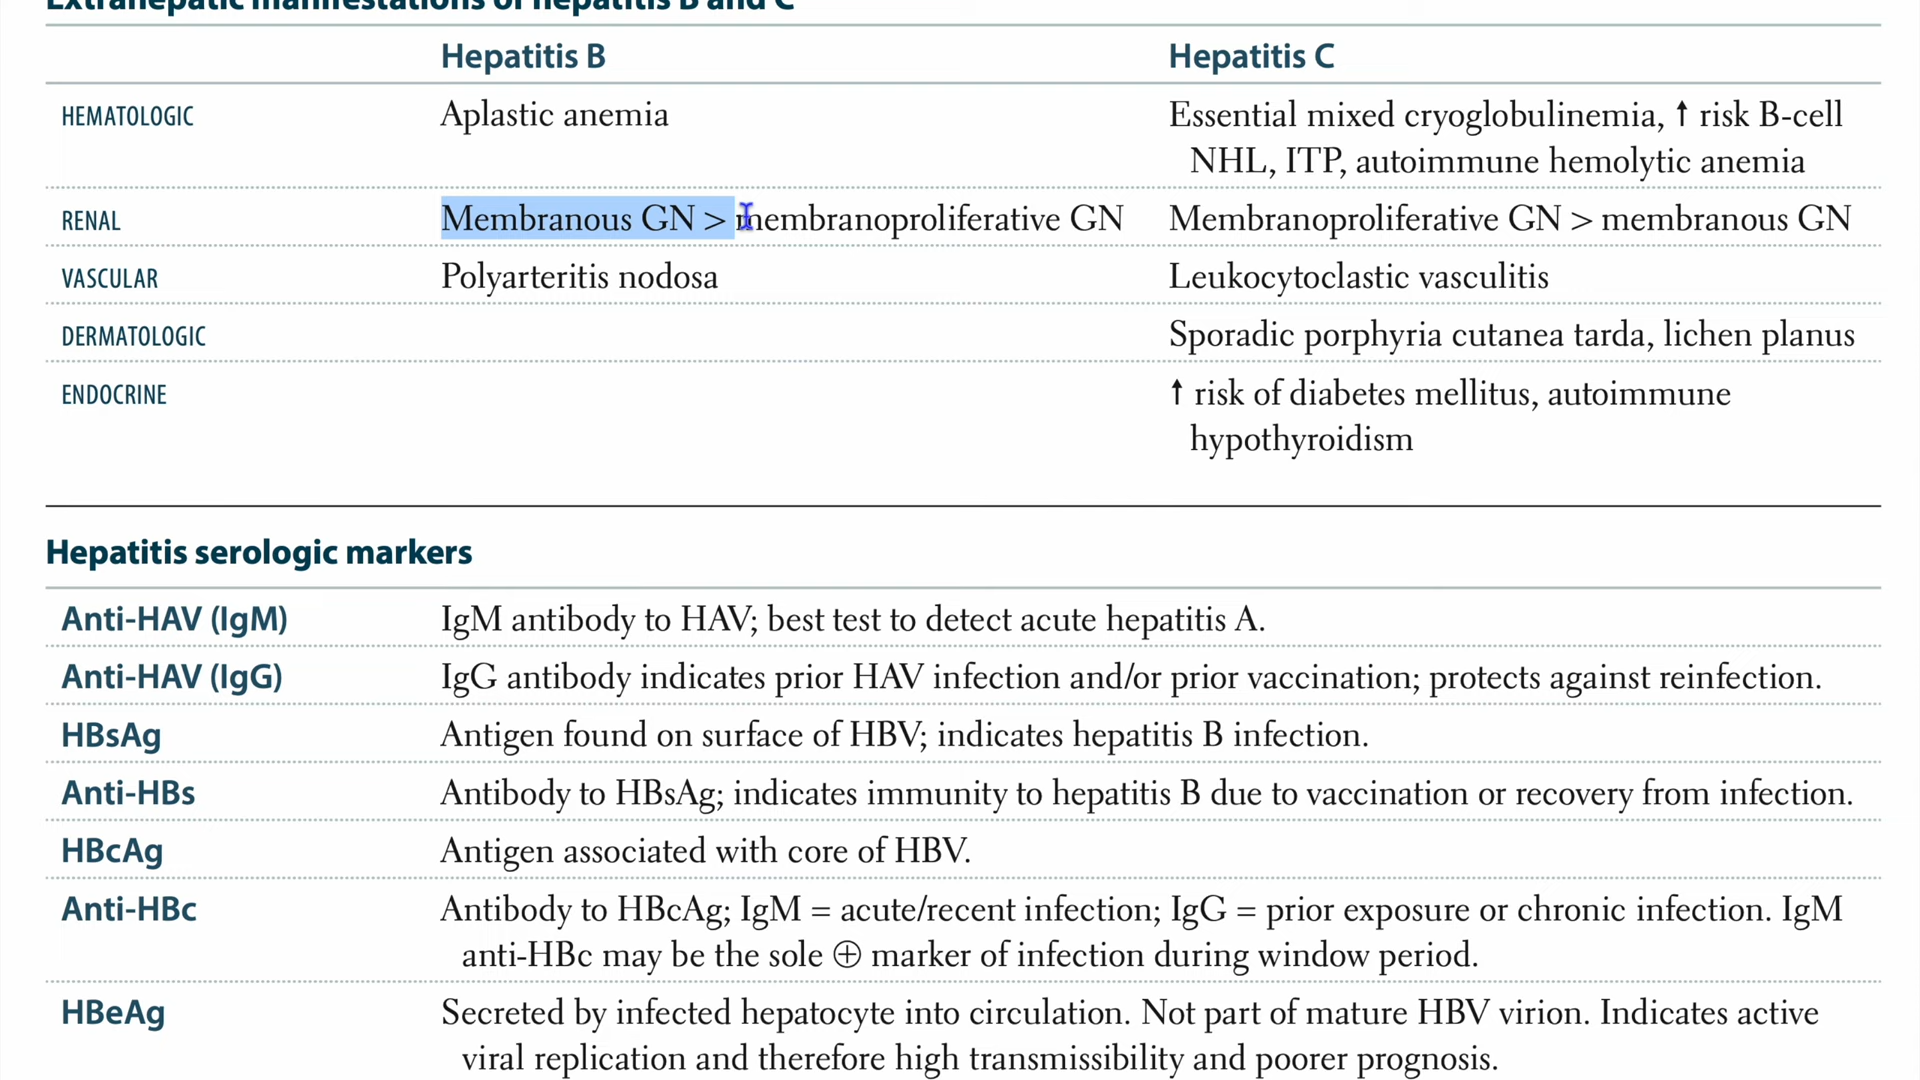 Extrahepatic manifestations of hepatitis B and C
Hepatitis B Hepatitis C
HEMATOLOGIC Aplastic anemia Essential mixed cryoglobulinemia, ↑ risk B-cell
NHL, ITP, autoimmune hemolytic anemia
RENAL Membranous GN > membranoproliferative GN Membranoproliferative GN > membranous GN
VASCULAR Polyarteritis nodosa Leukocytoclastic vasculitis
DERMATOLOGIC Sporadic porphyria cutanea tarda, lichen planus
ENDOCRINE ↑ risk of diabetes mellitus, autoimmune
hypothyroidism
Hepatitis serologic markers
Anti-HAV (IgM) IgM antibody to HAV; best test to detect acute hepatitis A.
Anti-HAV (IgG) IgG antibody indicates prior HAV infection and/or prior vaccination; protects against reinfection.
HBsAg Antigen found on surface of HBV; indicates hepatitis B infection.
Anti-HBs Antibody to HBsAg; indicates immunity to hepatitis B due to vaccination or recovery from infection.
HBcAg Antigen associated with core of HBV.
Anti-HBc Antibody to HBcAg; IgM = acute/recent infection; IgG = prior exposure or chronic infection. IgM
anti-HBc may be the sole ⊕ marker of infection during window period.
HBeAg Secreted by infected hepatocyte into circulation. Not part of mature HBV virion. Indicates active
viral replication and therefore high transmissibility and poorer prognosis.